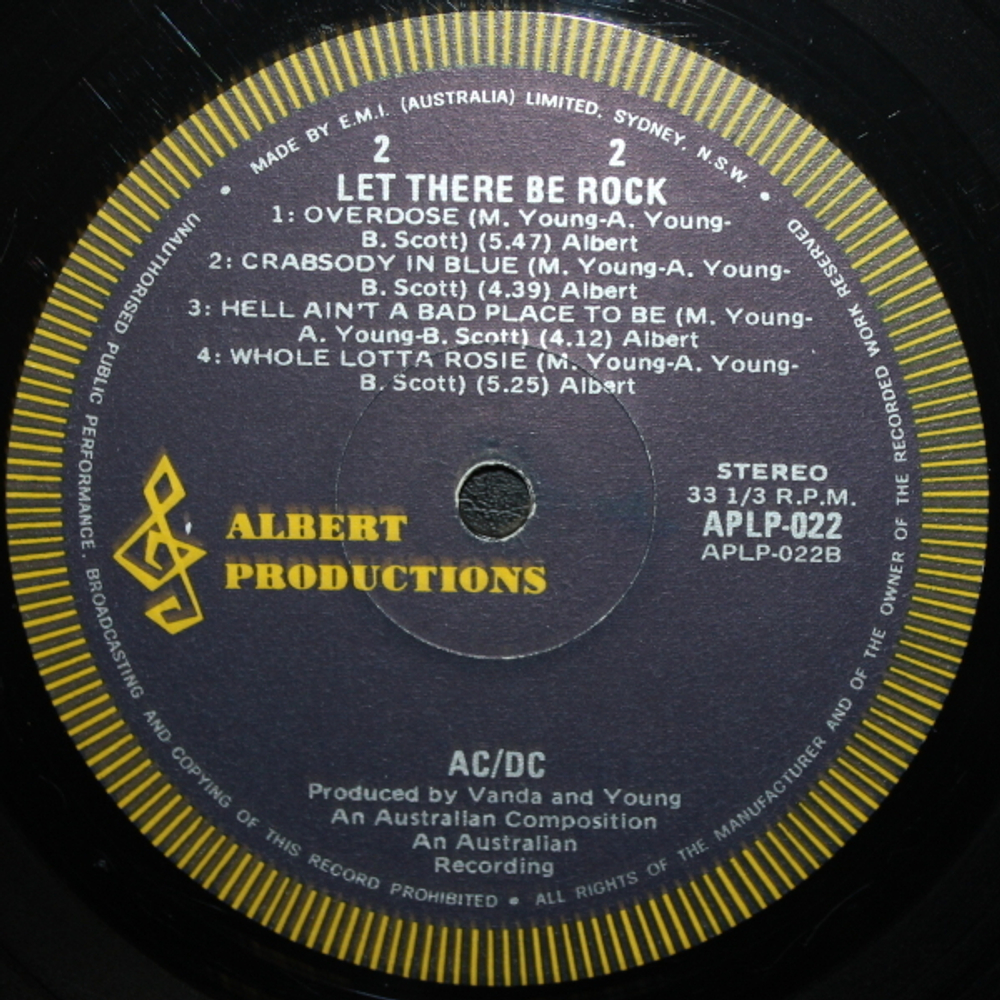 MADE BY E.M.I. (AUSTRALIA) LIMITED, SYDNEY, N.S.W.
2 2
LET THERE BE ROCK
1: OVERDOSE (M. Young-A. Young-
B. Scott) (5.47) Albert
2: CRABSODY IN BLUE (M. Young-A. Young-
B. Scott) (4.39) Albert
3: HELL AIN'T A BAD PLACE TO BE (M. Young-
A. Young-B. Scott) (4.12) Albert
4: WHOLE LOTTA ROSIE (M. Young-A. Young-
B. Scott) (5.25) Albert
STEREO
33 1/3 R.P.M.
APLP-022
APLP-022B
ALBERT
PRODUCTIONS
AC/DC
Produced by Vanda and Young
An Australian Composition
An Australian
Recording
UNAUTHORISED PUBLIC PERFORMANCE, BROADCASTING AND COPYING OF THIS RECORD PROHIBITED • ALL RIGHTS OF THE MANUFACTURER AND OF THE OWNER OF THE RECORDED WORK RESERVED